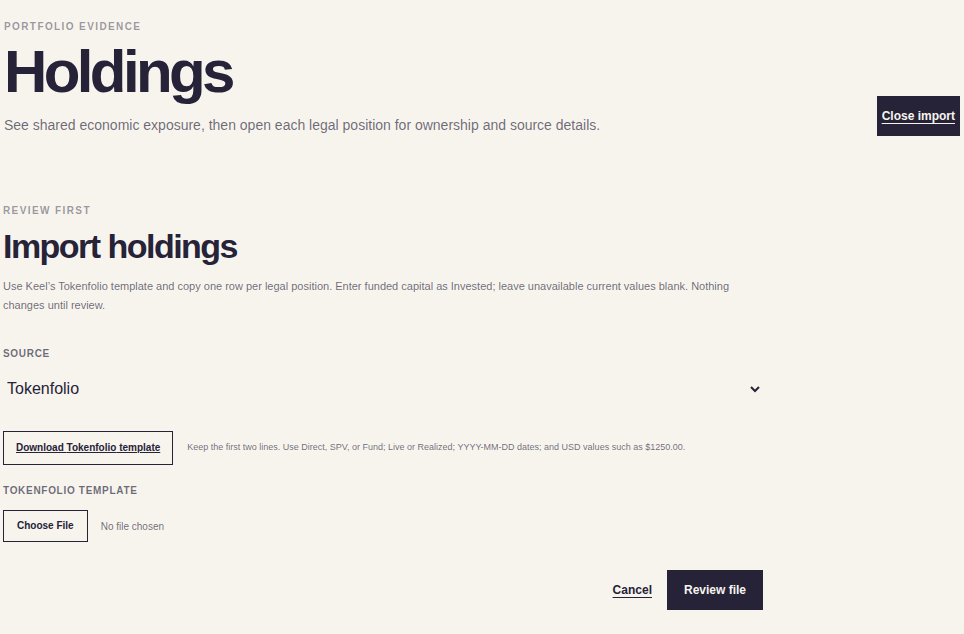 PORTFOLIO EVIDENCE
Holdings
See shared economic exposure, then open each legal position for ownership and source details.
Close import
REVIEW FIRST
Import holdings
Use Keel’s Tokenfolio template and copy one row per legal position. Enter funded capital as Invested; leave unavailable current values blank. Nothing
changes until review.
SOURCE
Tokenfolio
Download Tokenfolio template
Keep the first two lines. Use Direct, SPV, or Fund; Live or Realized; YYYY-MM-DD dates; and USD values such as $1250.00.
TOKENFOLIO TEMPLATE
Choose File
No file chosen
Cancel
Review file